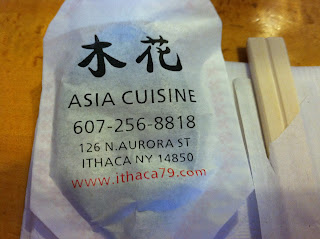 木花
ASIA CUISINE
607-256-8818
126 N.AURORA ST
ITHACA NY 14850
www.ithaca79.com